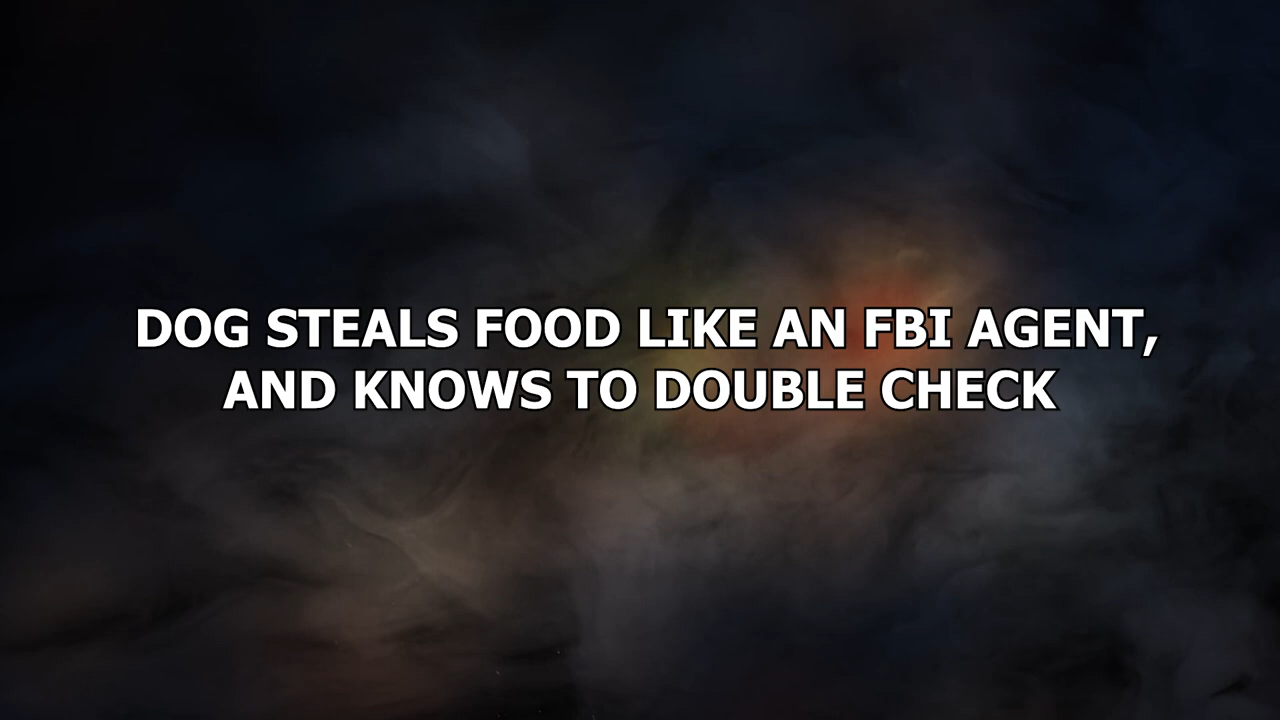 DOG STEALS FOOD LIKE AN FBI AGENT,
AND KNOWS TO DOUBLE CHECK